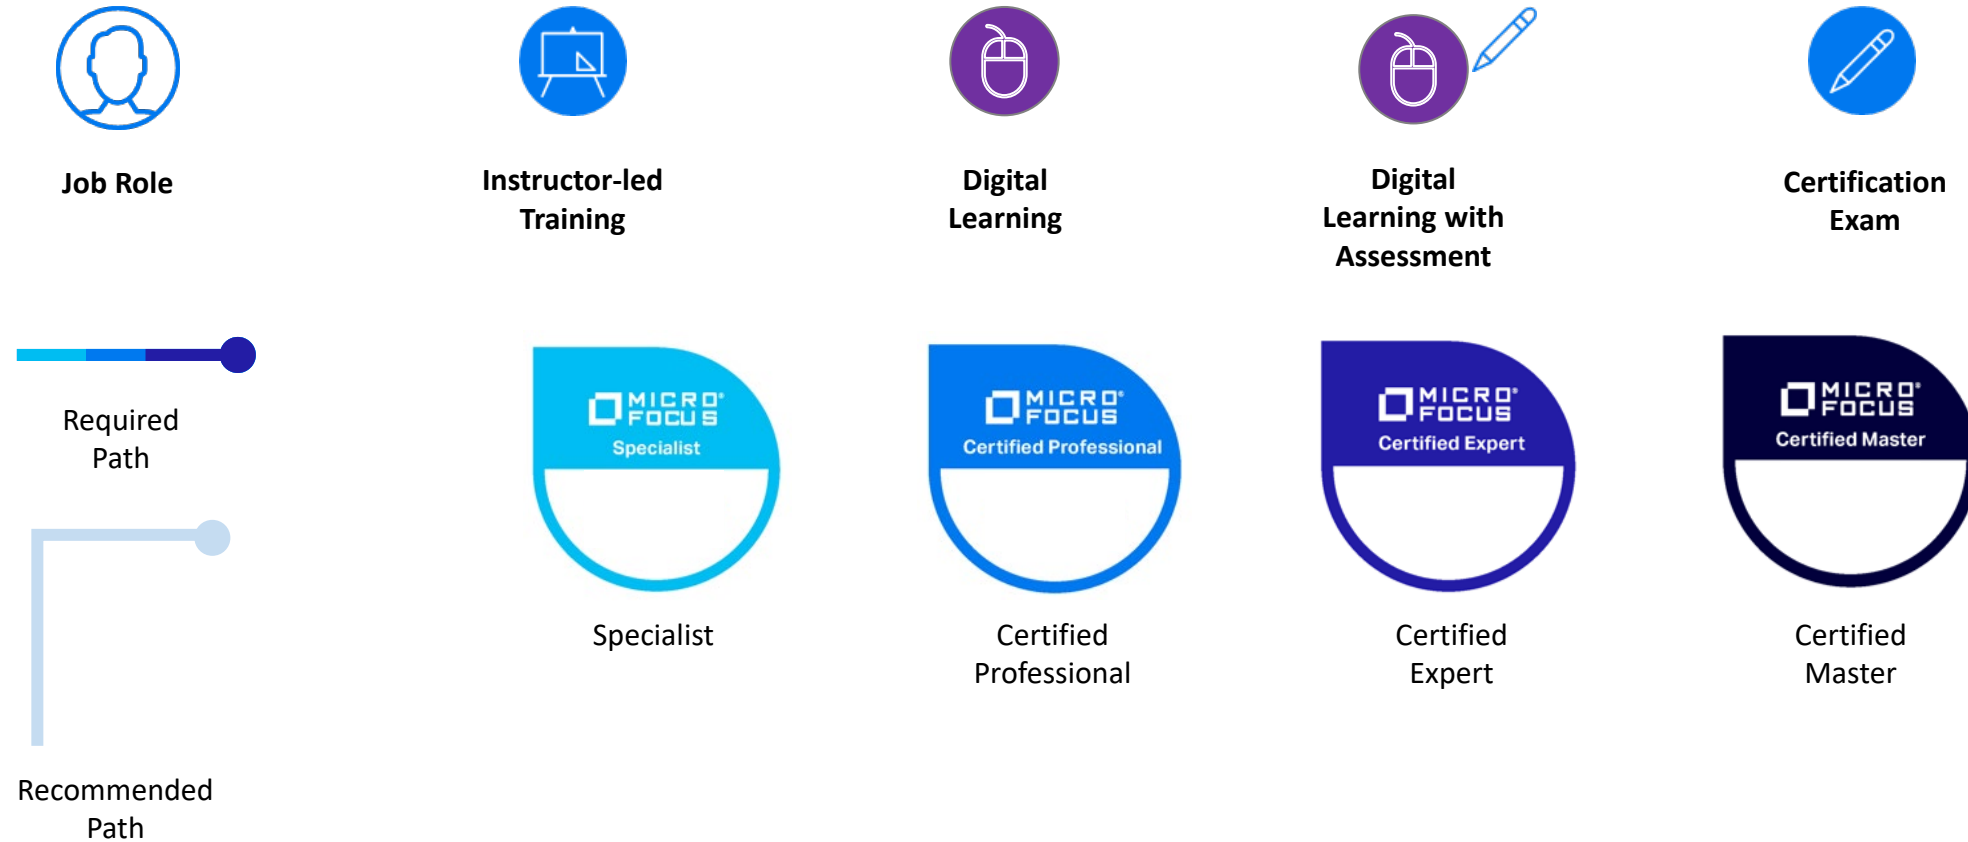 Job Role
Instructor-led
Training
Digital
Learning
Digital
Learning with
Assessment
Certification
Exam
Required
Path
MICRO
FOCUS
Specialist
Specialist
MICRO
FOCUS
Certified Professional
Certified
Professional
MICRO
FOCUS
Certified Expert
Certified
Expert
MICRO
FOCUS
Certified Master
Certified
Master
Recommended
Path